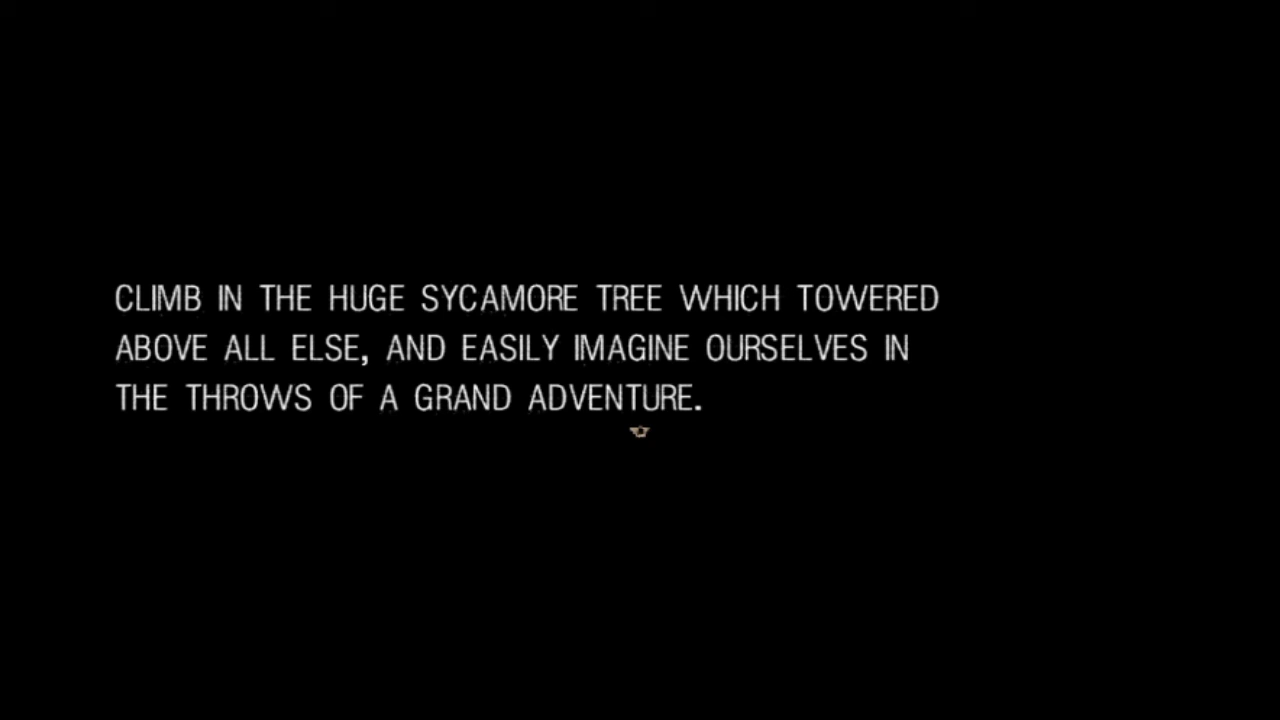 CLIMB IN THE HUGE SYCAMORE TREE WHICH TOWERED
ABOVE ALL ELSE, AND EASILY IMAGINE OURSELVES IN
THE THROWS OF A GRAND ADVENTURE.